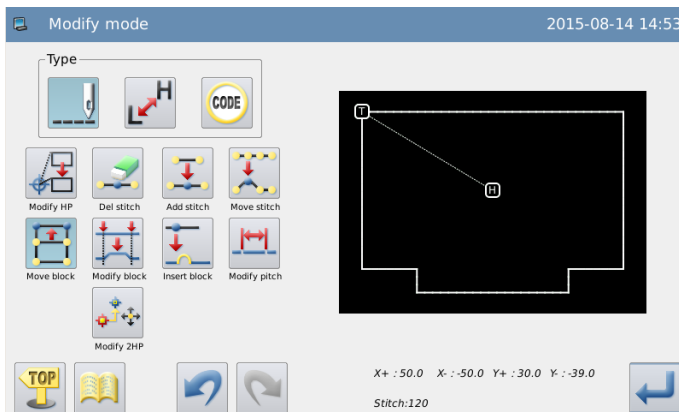 Modify mode
2015-08-14 14:53
Type
H
L
CODE
Modify HP
Del stitch
Add stitch
Move stitch
Move block
Modify block
Insert block
Modify pitch
Modify 2HP
T
H
TOP
X+ : 50.0 X- : -50.0 Y+ : 30.0 Y- : -39.0
Stitch:120